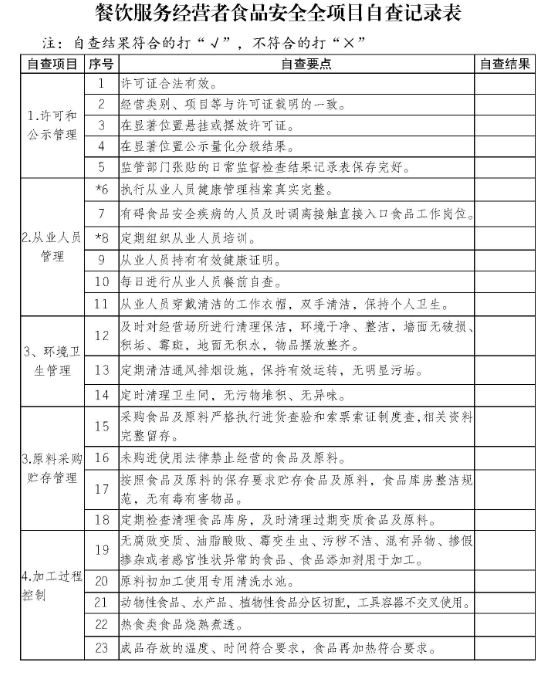 餐饮服务经营者食品安全全项目自查记录表
注：自查结果符合的打“√”，不符合的打“×”
自查项目 序号 自查要点 自查结果
1.许可和公示管理
1 许可证合法有效。
2 经营类别、项目等与许可证载明的一致。
3 在显著位置悬挂或摆放许可证。
4 在显著位置公示量化分级结果。
5 监管部门张贴的日常监督检查结果记录表保存完好。
2.从业人员管理
*6 执行从业人员健康管理档案真实完整。
7 有碍食品安全疾病的人员及时调离接触直接入口食品工作岗位。
*8 定期组织从业人员培训。
9 从业人员持有有效健康证明。
10 每日进行从业人员餐前自查。
11 从业人员穿戴清洁的工作衣帽，双手清洁，保持个人卫生。
3、环境卫生管理
12 及时对经营场所进行清理保洁，环境干净、整洁，墙面无破损、
积垢、霉斑，地面无积水，物品摆放整齐。
13 定期清洁通风排烟设施，保持有效运转，无明显污垢。
14 定时清理卫生间，无污物堆积、无异味。
3.原料采购贮存管理
15 采购食品及原料严格执行进货查验和索票索证制度查,相关资料
完整留存。
16 未购进使用法律禁止经营的食品及原料。
17 按照食品及原料的保存要求贮存食品及原料，食品库房整洁规
范，无有毒有害物品。
18 定期检查清理食品库房，及时清理过期变质食品及原料。
4.加工过程控制
19 无腐败变质、油脂酸败、霉变生虫、污秽不洁、混有异物、掺假
掺杂或者感官性状异常的食品、食品添加剂用于加工。
20 原料初加工使用专用清洗水池。
21 动物性食品、水产品、植物性食品分区切配，工具容器不交叉使用。
22 热食类食品烧熟煮透。
23 成品存放的温度、时间符合要求，食品再加热符合要求。